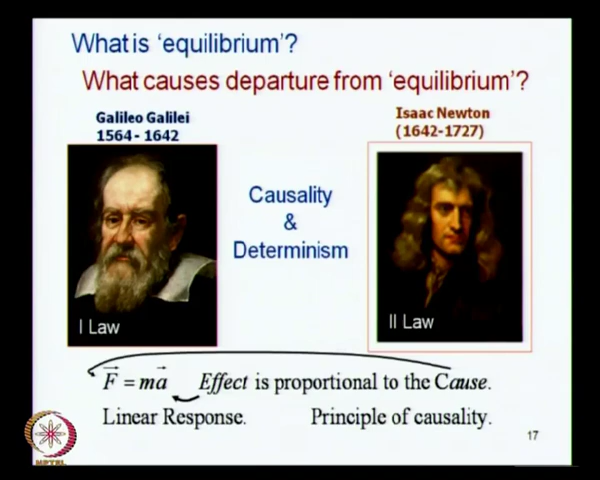 What is 'equilibrium'?
What causes departure from 'equilibrium'?
Galileo Galilei
1564 - 1642
Isaac Newton
(1642-1727)
Causality
&
Determinism
I Law
II Law
F⃗ = ma⃗ Effect is proportional to the Cause.
Linear Response. Principle of causality.
17
NPTEL